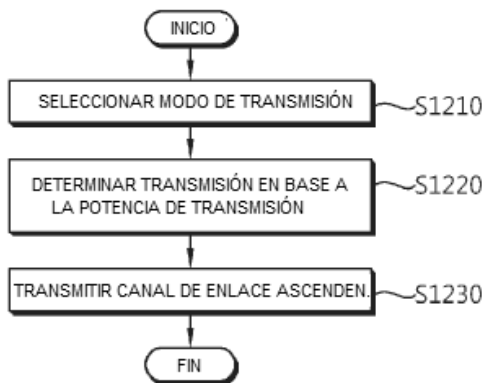 INICIO
SELECCIONAR MODO DE TRANSMISIÓN
S1210
DETERMINAR TRANSMISIÓN EN BASE A
LA POTENCIA DE TRANSMISIÓN
S1220
TRANSMITIR CANAL DE ENLACE ASCENDEN.
S1230
FIN